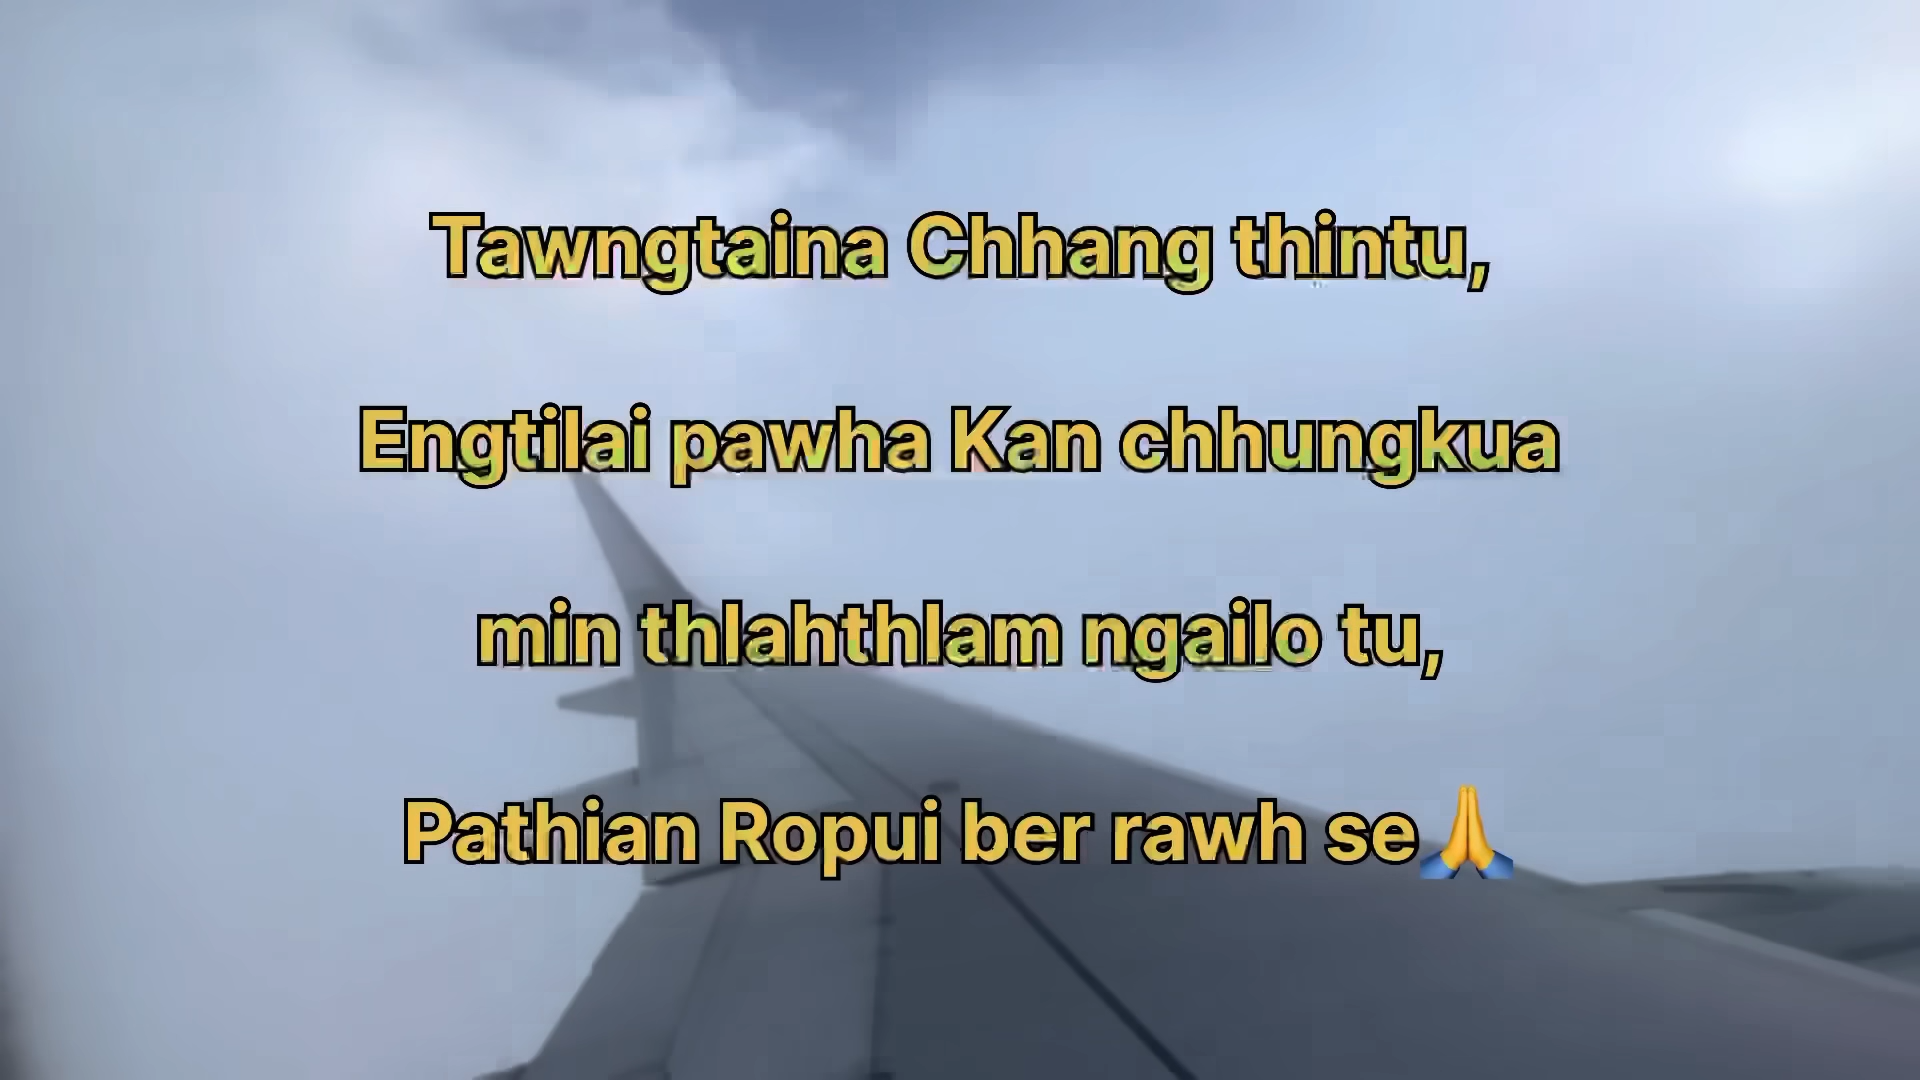 Tawngtaina Chhang thintu,
Engtilai pawha Kan chhungkua
min thlahthlam ngailo tu,
Pathian Ropui ber rawh se🙏